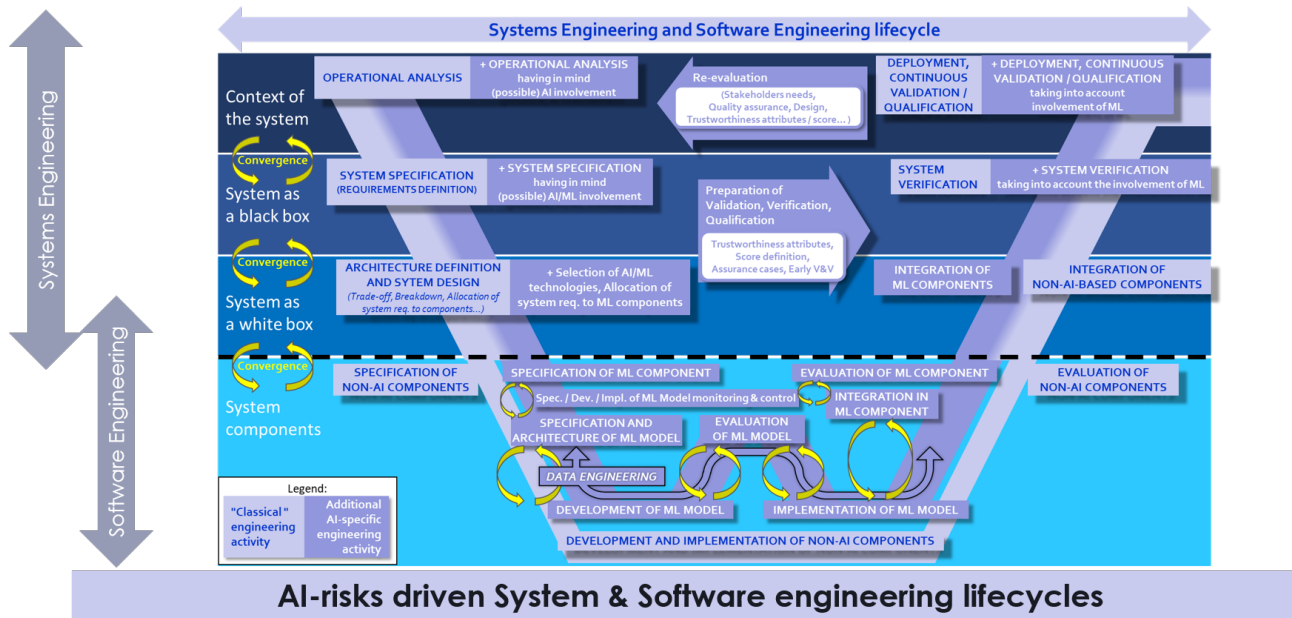 Systems Engineering and Software Engineering lifecycle
Systems Engineering
Software Engineering
Context of
the system
Convergence
System as
a black box
Convergence
System as
a white box
Convergence
System
components
OPERATIONAL ANALYSIS
+ OPERATIONAL ANALYSIS
having in mind
(possible) AI involvement
Re-evaluation
(Stakeholders needs,
Quality assurance, Design,
Trustworthiness attributes / score... )
DEPLOYMENT,
CONTINUOUS
VALIDATION /
QUALIFICATION
+ DEPLOYMENT, CONTINUOUS
VALIDATION / QUALIFICATION
taking into account
involvement of ML
SYSTEM SPECIFICATION
(REQUIREMENTS DEFINITION)
+ SYSTEM SPECIFICATION
having in mind
(possible) AI/ML involvement
Preparation of
Validation, Verification,
Qualification
Trustworthiness attributes,
Score definition,
Assurance cases, Early V&V
SYSTEM
VERIFICATION
+ SYSTEM VERIFICATION
taking into account the involvement of ML
ARCHITECTURE DEFINITION
AND SYTEM DESIGN
(Trade-off, Breakdown, Allocation of
system req. to components...)
+ Selection of AI/ML
technologies, Allocation of
system req. to ML components
INTEGRATION OF
ML COMPONENTS
INTEGRATION OF
NON-AI-BASED COMPONENTS
SPECIFICATION OF
NON-AI COMPONENTS
SPECIFICATION OF ML COMPONENT
EVALUATION OF ML COMPONENT
EVALUATION OF
NON-AI COMPONENTS
Spec. / Dev. / Impl. of ML Model monitoring & control
INTEGRATION IN
ML COMPONENT
SPECIFICATION AND
ARCHITECTURE OF ML MODEL
EVALUATION
OF ML MODEL
DATA ENGINEERING
DEVELOPMENT OF ML MODEL
IMPLEMENTATION OF ML MODEL
DEVELOPMENT AND IMPLEMENTATION OF NON-AI COMPONENTS
Legend:
"Classical"
engineering
activity
Additional
AI-specific
engineering
activity
AI-risks driven System & Software engineering lifecycles